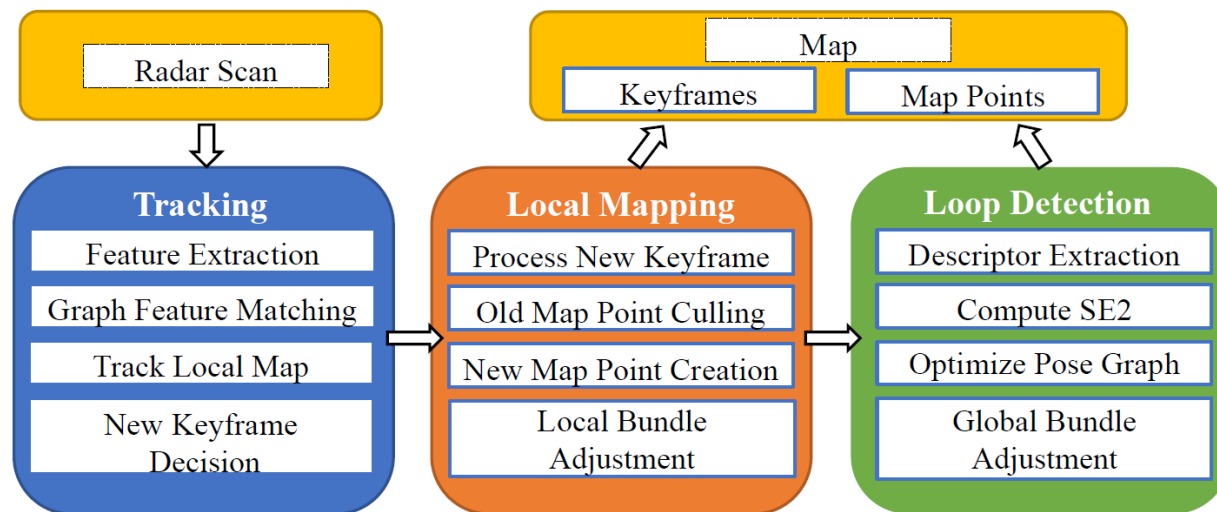 Radar Scan
Map
Keyframes
Map Points
Tracking
Feature Extraction
Graph Feature Matching
Track Local Map
New Keyframe
Decision
Local Mapping
Process New Keyframe
Old Map Point Culling
New Map Point Creation
Local Bundle
Adjustment
Loop Detection
Descriptor Extraction
Compute SE2
Optimize Pose Graph
Global Bundle
Adjustment